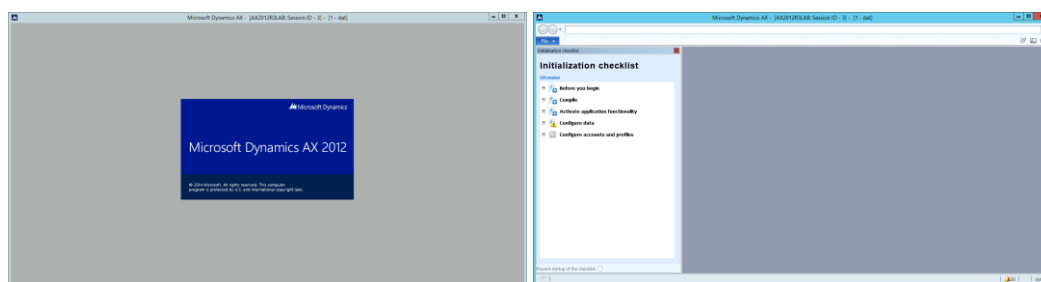 Microsoft Dynamics AX - [AX2012R3LAB: Session ID - 3] - [1 - dat]
Microsoft Dynamics
Microsoft Dynamics AX 2012
© 2014 Microsoft. All rights reserved. This computer
program is protected by U.S. and international copyright laws.
Microsoft Dynamics AX - [AX2012R3LAB: Session ID - 3] - [1 - dat]
File
Initialization checklist
Initialization checklist
Information
Before you begin
Compile
Activate application functionality
Configure data
Configure accounts and profiles
Prevent startup of the checklist